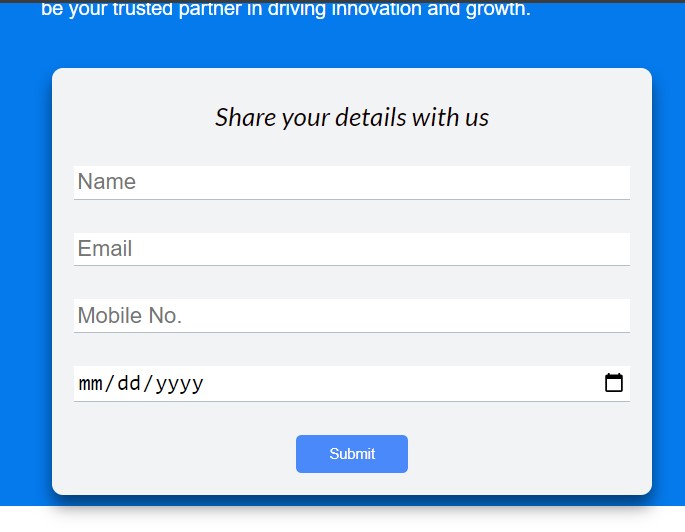 be your trusted partner in driving innovation and growth.
Share your details with us
Name
Email
Mobile No.
mm/dd/yyyy
Submit